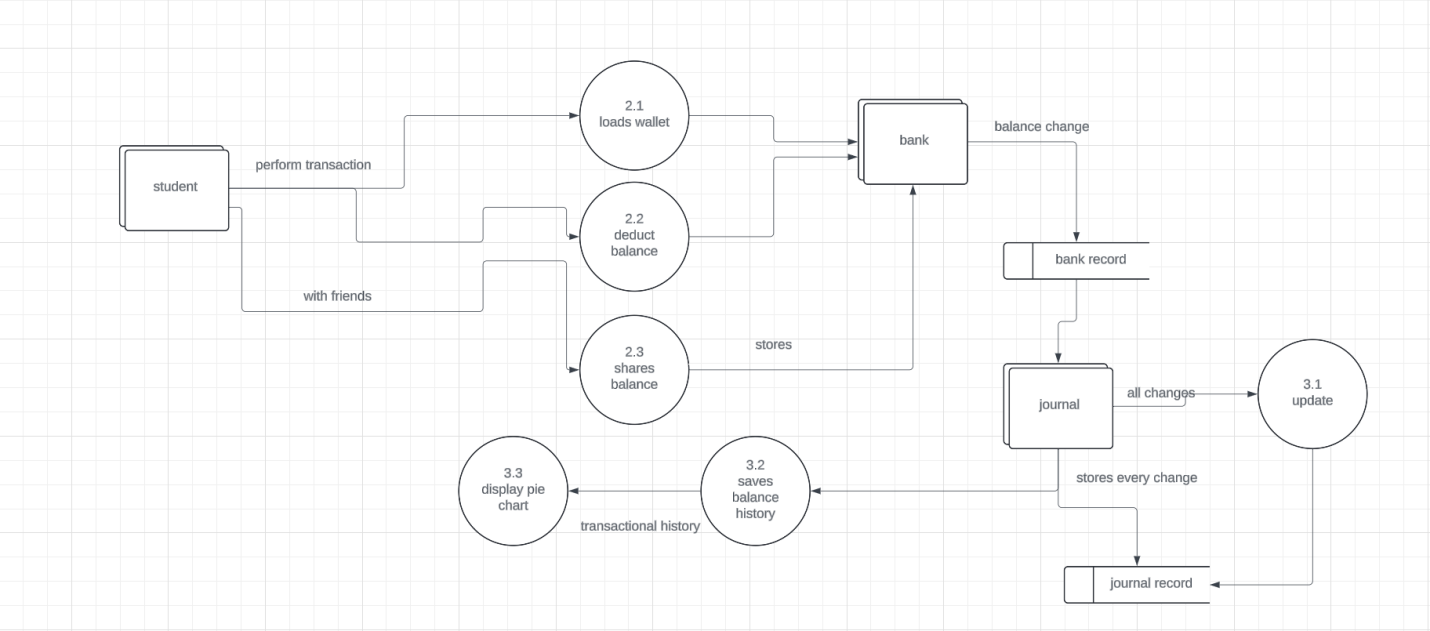 2.1
loads wallet
bank
balance change
perform transaction
student
2.2
deduct
balance
bank record
with friends
stores
2.3
shares
balance
journal
all changes
3.1
update
3.3
display pie
chart
3.2
saves
balance
history
stores every change
transactional history
journal record